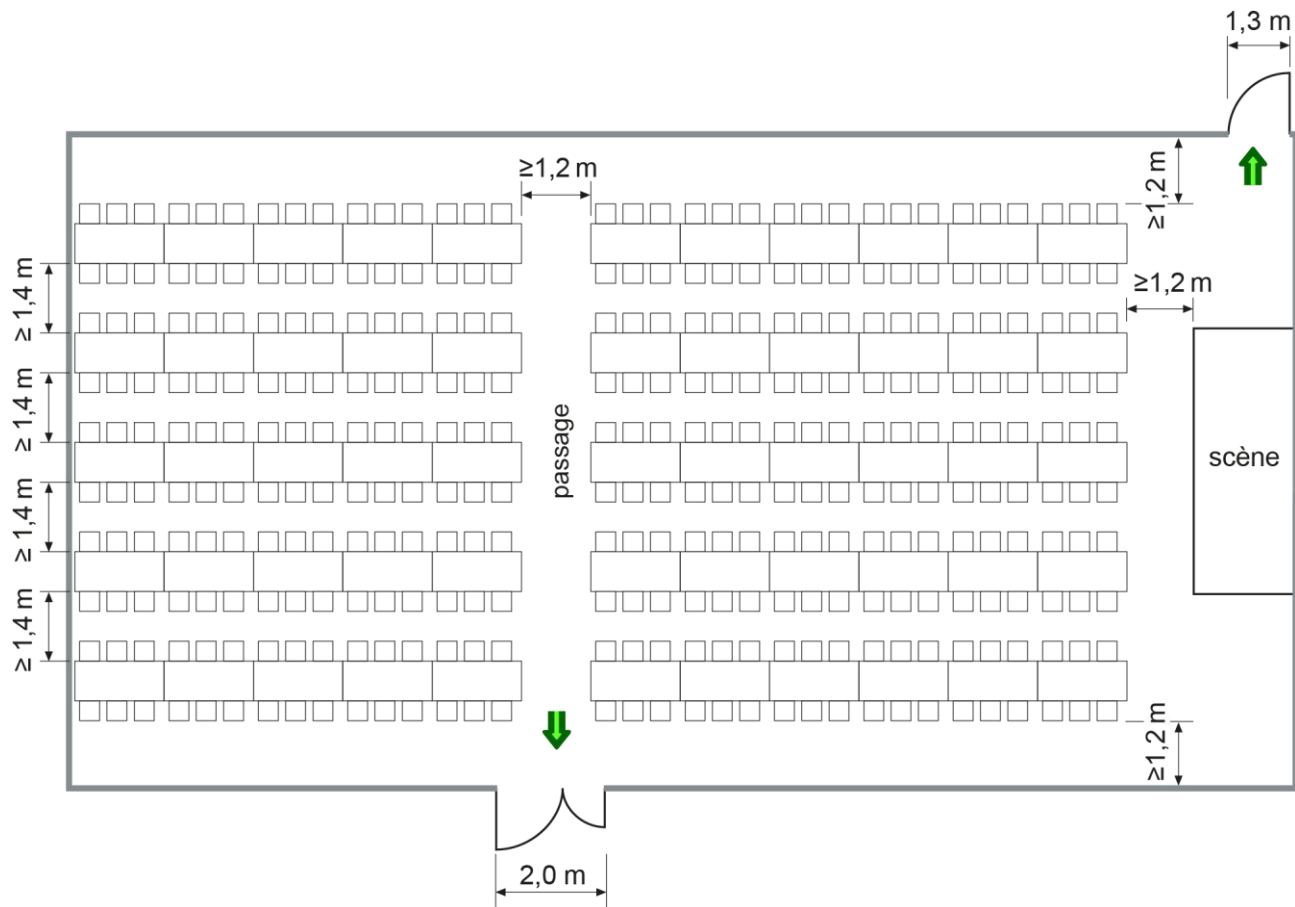 1,3 m
≥1,2 m
≥1,2 m
≥1,2 m
≥ 1,4 m
≥ 1,4 m
≥ 1,4 m
≥ 1,4 m
passage
scène
≥1,2 m
2,0 m